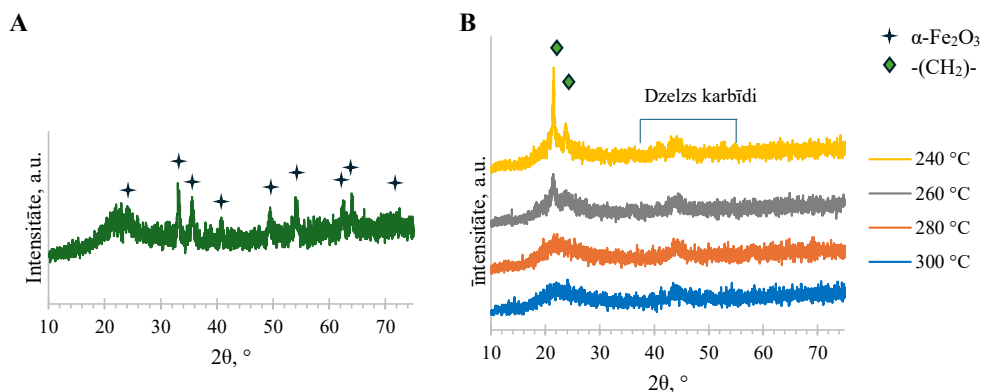 A
Intensitāte, a.u.
10 20 30 40 50 60 70
2θ, °
B
īntensitāte, a.u.
Dzelzs karbīdi
10 20 30 40 50 60 70
2θ, °
α-Fe₂O₃
-(CH₂)-
240 °C
260 °C
280 °C
300 °C